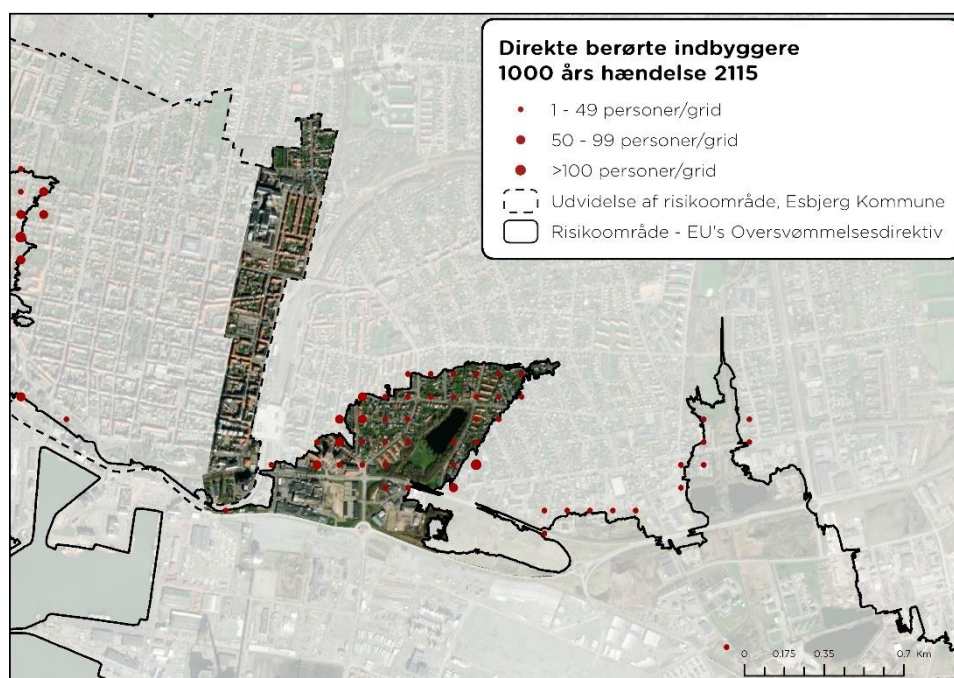 Direkte berørte indbyggere
1000 års hændelse 2115
1 - 49 personer/grid
50 - 99 personer/grid
>100 personer/grid
Udvidelse af risikoområde, Esbjerg Kommune
Risikoområde - EU's Oversvømmelsesdirektiv
0 0.175 0.35 0.7 Km